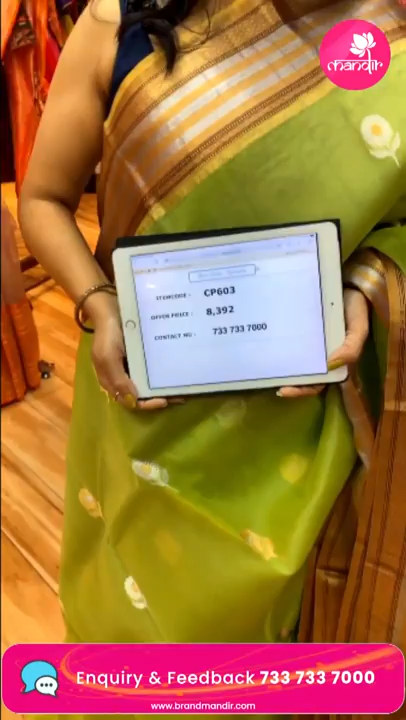 mandir
ITEMCODE : CP603
OFFER PRICE : 8,392
CONTACT NO : 733 733 7000
Enquiry & Feedback 733 733 7000
www.brandmandir.com